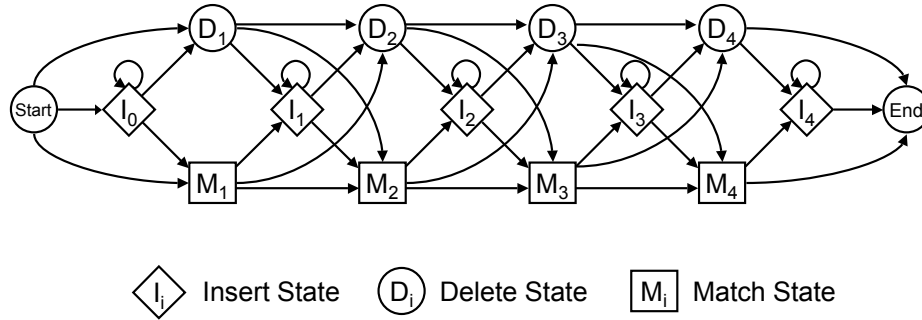 D₁ D₂ D₃ D₄
Start I₀ I₁ I₂ I₃ I₄ End
M₁ M₂ M₃ M₄
Iᵢ Insert State Dᵢ Delete State Mᵢ Match State